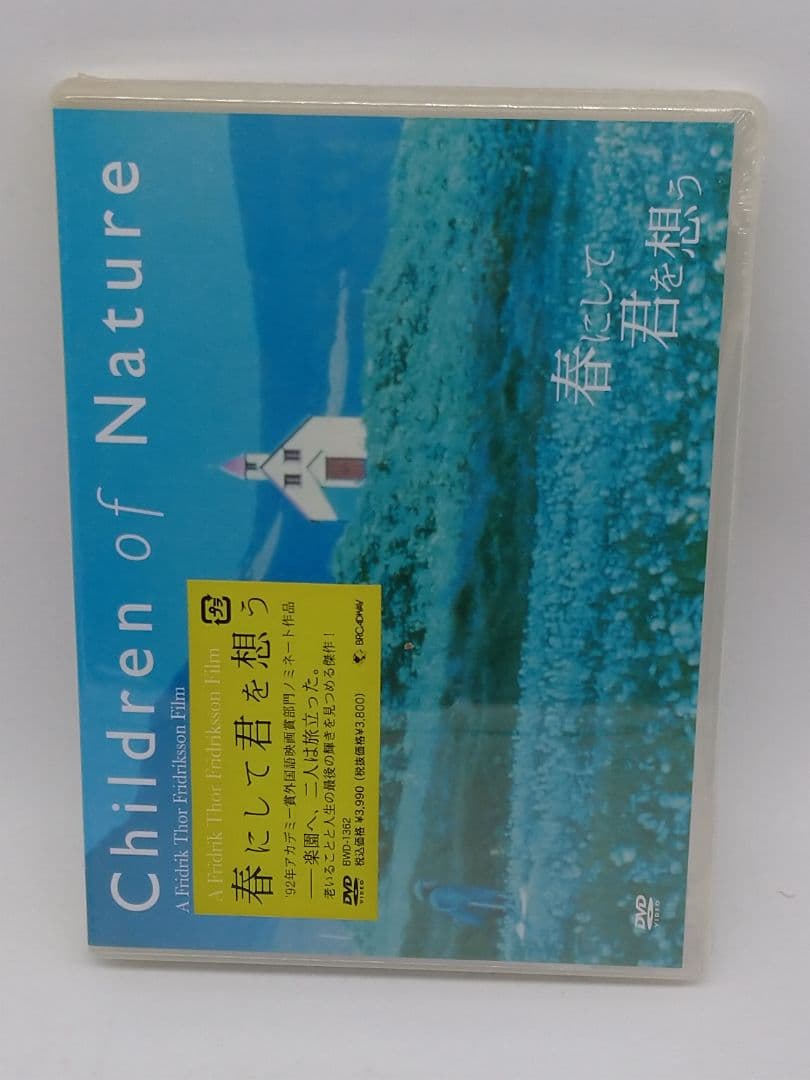 Children of Nature
A Fridrik Thor Fridriksson Film
A Fridrik Thor Fridriksson Film
プラ
春にして君を想う
'92年アカデミー賞外国語映画賞部門ノミネート作品
──楽園へ、二人は旅立った。
老いることと人生の最後の輝きを見つめる傑作!
DVD VIDEO
BWD-1362
税込価格 ¥3,990(税抜価格¥3,800)
BROADWAY
春にして
君を想う
DVD
VIDEO